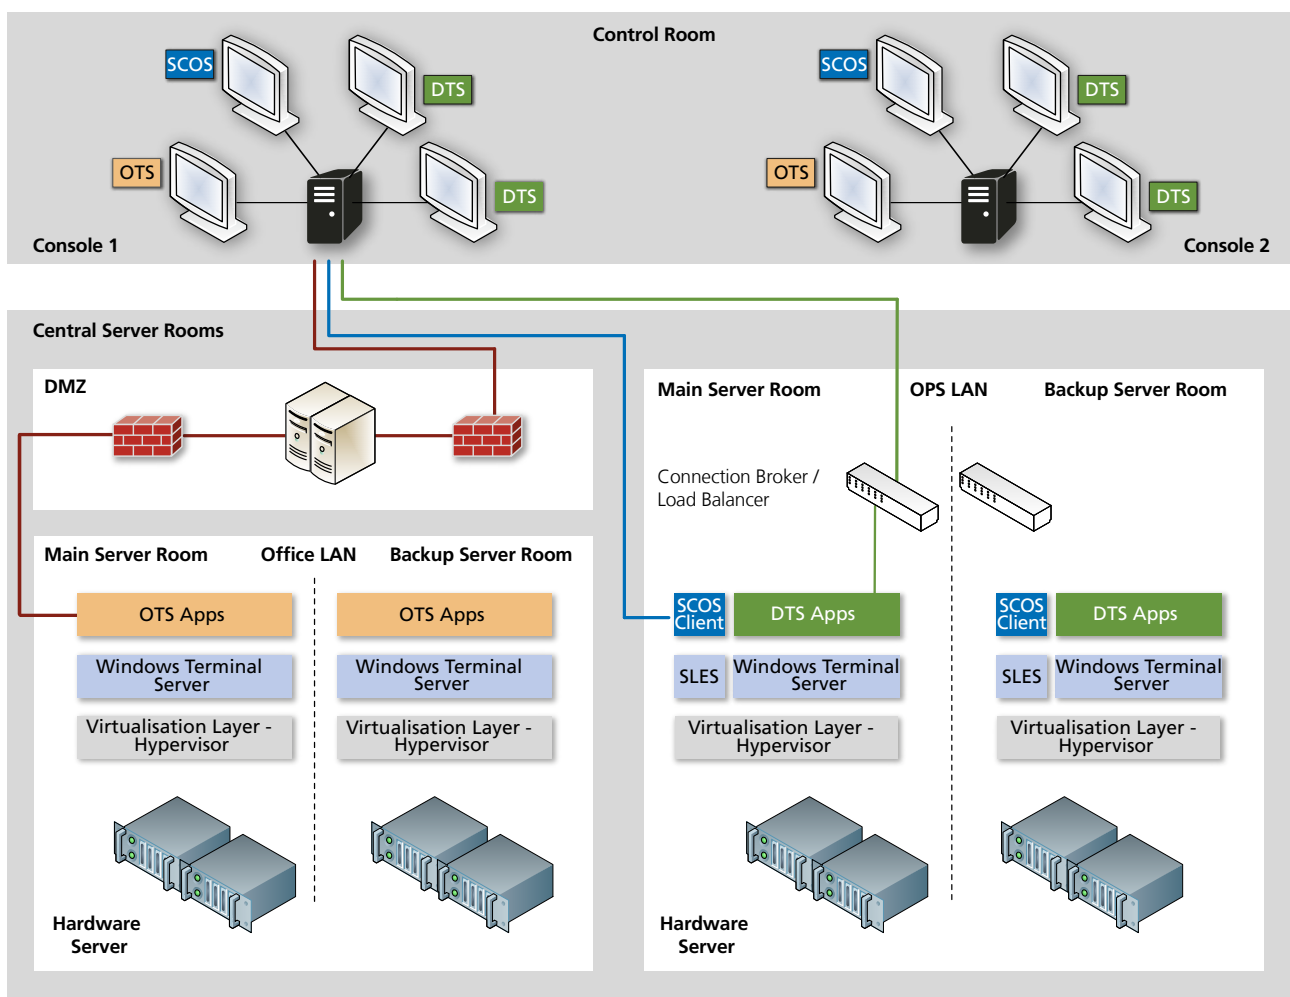 Control Room
SCOS
DTS
OTS
DTS
Console 1
SCOS
DTS
OTS
DTS
Console 2
Central Server Rooms
DMZ
Main Server Room
Office LAN
Backup Server Room
OTS Apps
OTS Apps
Windows Terminal
Server
Windows Terminal
Server
Virtualisation Layer -
Hypervisor
Virtualisation Layer -
Hypervisor
Hardware
Server
Main Server Room
OPS LAN
Backup Server Room
Connection Broker /
Load Balancer
SCOS
Client
DTS Apps
SCOS
Client
DTS Apps
SLES
Windows Terminal
Server
SLES
Windows Terminal
Server
Virtualisation Layer -
Hypervisor
Virtualisation Layer -
Hypervisor
Hardware
Server